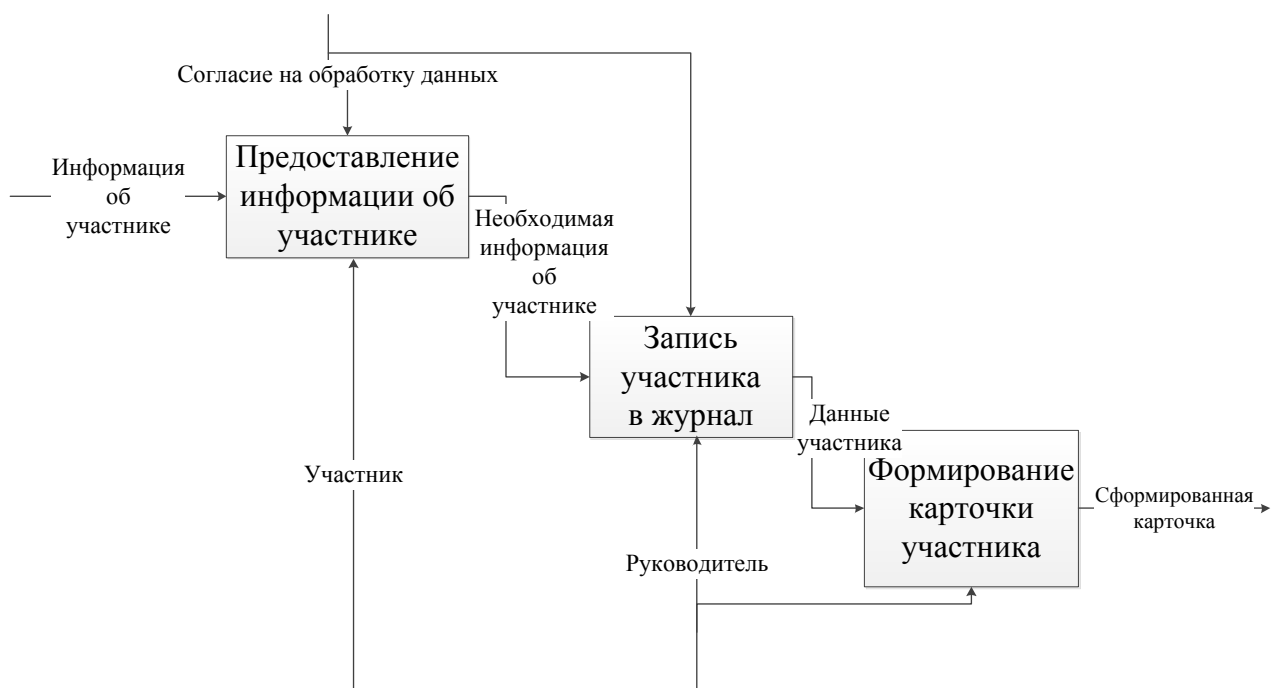 Согласие на обработку данных
Информация
об
участнике
Предоставление
информации об
участнике
Необходимая
информация
об
участнике
Запись
участника
в журнал
Данные
участника
Участник
Формирование
карточки
участника
Сформированная
карточка
Руководитель